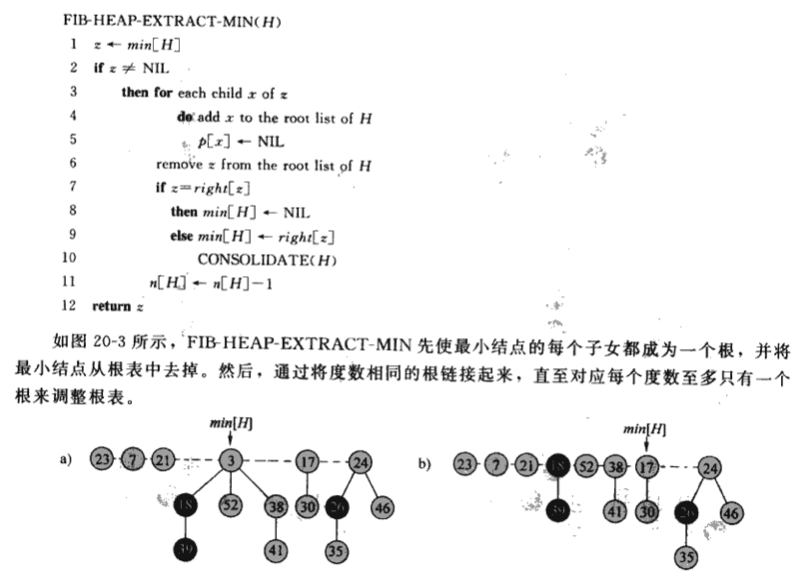 FIB-HEAP-EXTRACT-MIN(H)
1 z ← min[H]
2 if z ≠ NIL
3 then for each child x of z
4 do add x to the root list of H
5 p[x] ← NIL
6 remove z from the root list of H
7 if z=right[z]
8 then min[H] ← NIL
9 else min[H] ← right[z]
10 CONSOLIDATE(H)
11 n[H] ← n[H]-1
12 return z
如图 20-3 所示，FIB-HEAP-EXTRACT-MIN 先使最小结点的每个子女都成为一个根，并将
最小结点从根表中去掉。然后，通过将度数相同的根链接起来，直至对应每个度数至多只有一个
根来调整根表。
min[H] min[H]
a) 23 7 21 3 17 24 b) 23 7 21 18 52 38 17 24
18 52 38 30 26 46 39 41 30 26 46
39 41 35 35